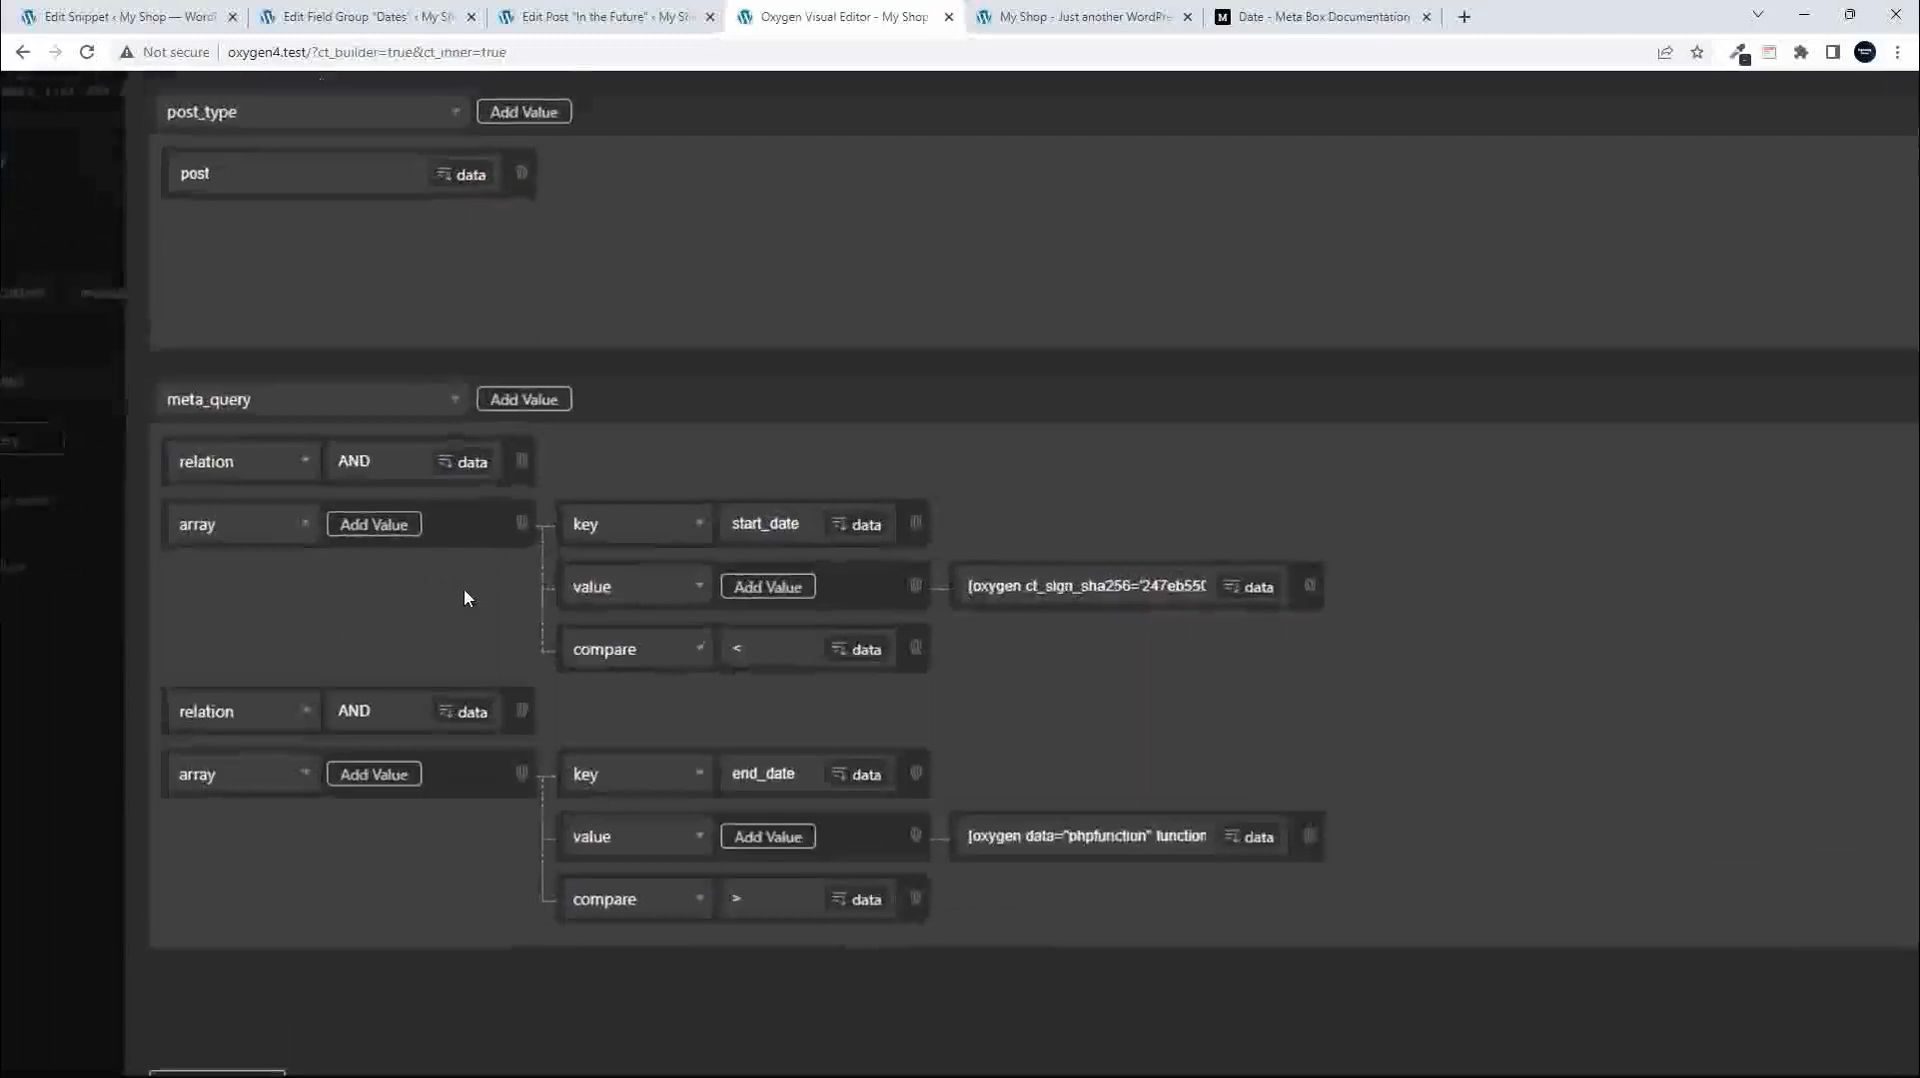 Edit Snippet ‹ My Shop — Word
Edit Field Group "Dates" ‹ My Sh
Edit Post "In the Future" ‹ My Sh
Oxygen Visual Editor - My Shop
My Shop - Just another WordPre
Date - Meta Box Documentation
Not secure
oxygen4.test/?ct_builder=true&ct_inner=true
post_type Add Value
post data
meta_query Add Value
relation AND data
array Add Value key start_date data
value Add Value [oxygen ct_sign_sha256='247eb55 data
compare < data
relation AND data
array Add Value key end_date data
value Add Value [oxygen data="phpfunction" function data
compare > data